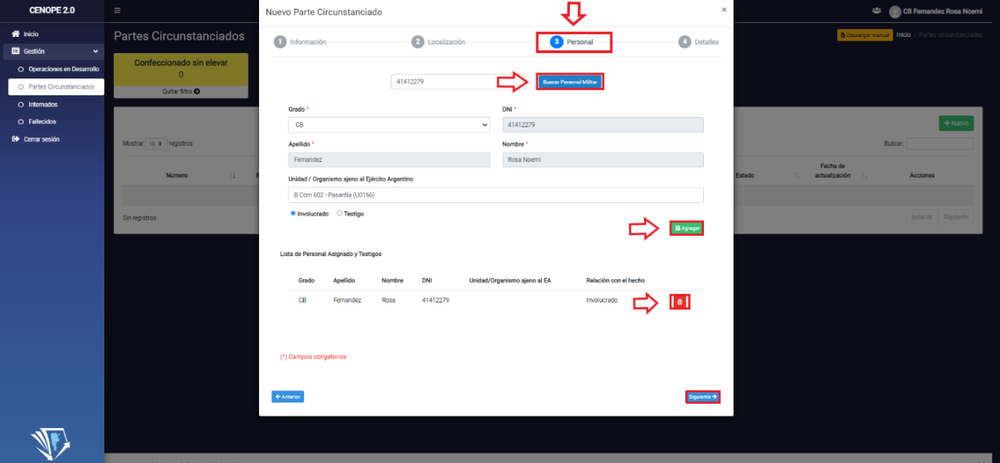 CENOPE 2.0
CB Fernandez Rosa Noemi
Inicio
Gestión
Operaciones en Desarrollo
Partes Circunstanciados
Internados
Fallecidos
Cerrar sesión
Partes Circunstanciados
Descargar manual
Inicio / Partes circunstanciados
Confeccionado sin elevar
0
Quitar filtro
Nuevo
Mostrar 10 registros
Buscar:
Número
Estado
Fecha de
actualización
Acciones
Sin registros
Anterior
Siguiente
Nuevo Parte Circunstanciado
×
1 Información
2 Localización
3 Personal
4 Detalles
41412279
Buscar Personal Militar
Grado *
DNI *
CB
41412279
Apellido *
Nombre *
Fernandez
Rosa Noemi
Unidad / Organismo ajeno al Ejército Argentino
B Com 602 - Pasantía (U0166)
Involucrado
Testigo
Agregar
Lista de Personal Asignado y Testigos
Grado Apellido Nombre DNI Unidad/Organismo ajeno al EA Relación con el hecho
CB Fernandez Rosa 41412279 Involucrado
(*) Campos obligatorios
Anterior
Siguiente